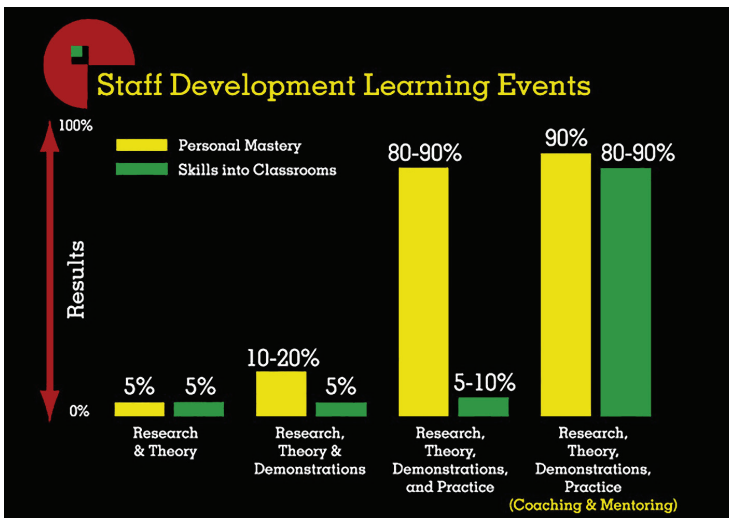 Staff Development Learning Events
100%
Personal Mastery
Skills into Classrooms
Results
0%
5%
5%
10-20%
5%
80-90%
5-10%
90%
80-90%
Research
& Theory
Research,
Theory &
Demonstrations
Research,
Theory,
Demonstrations,
and Practice
Research,
Theory,
Demonstrations,
Practice
(Coaching & Mentoring)